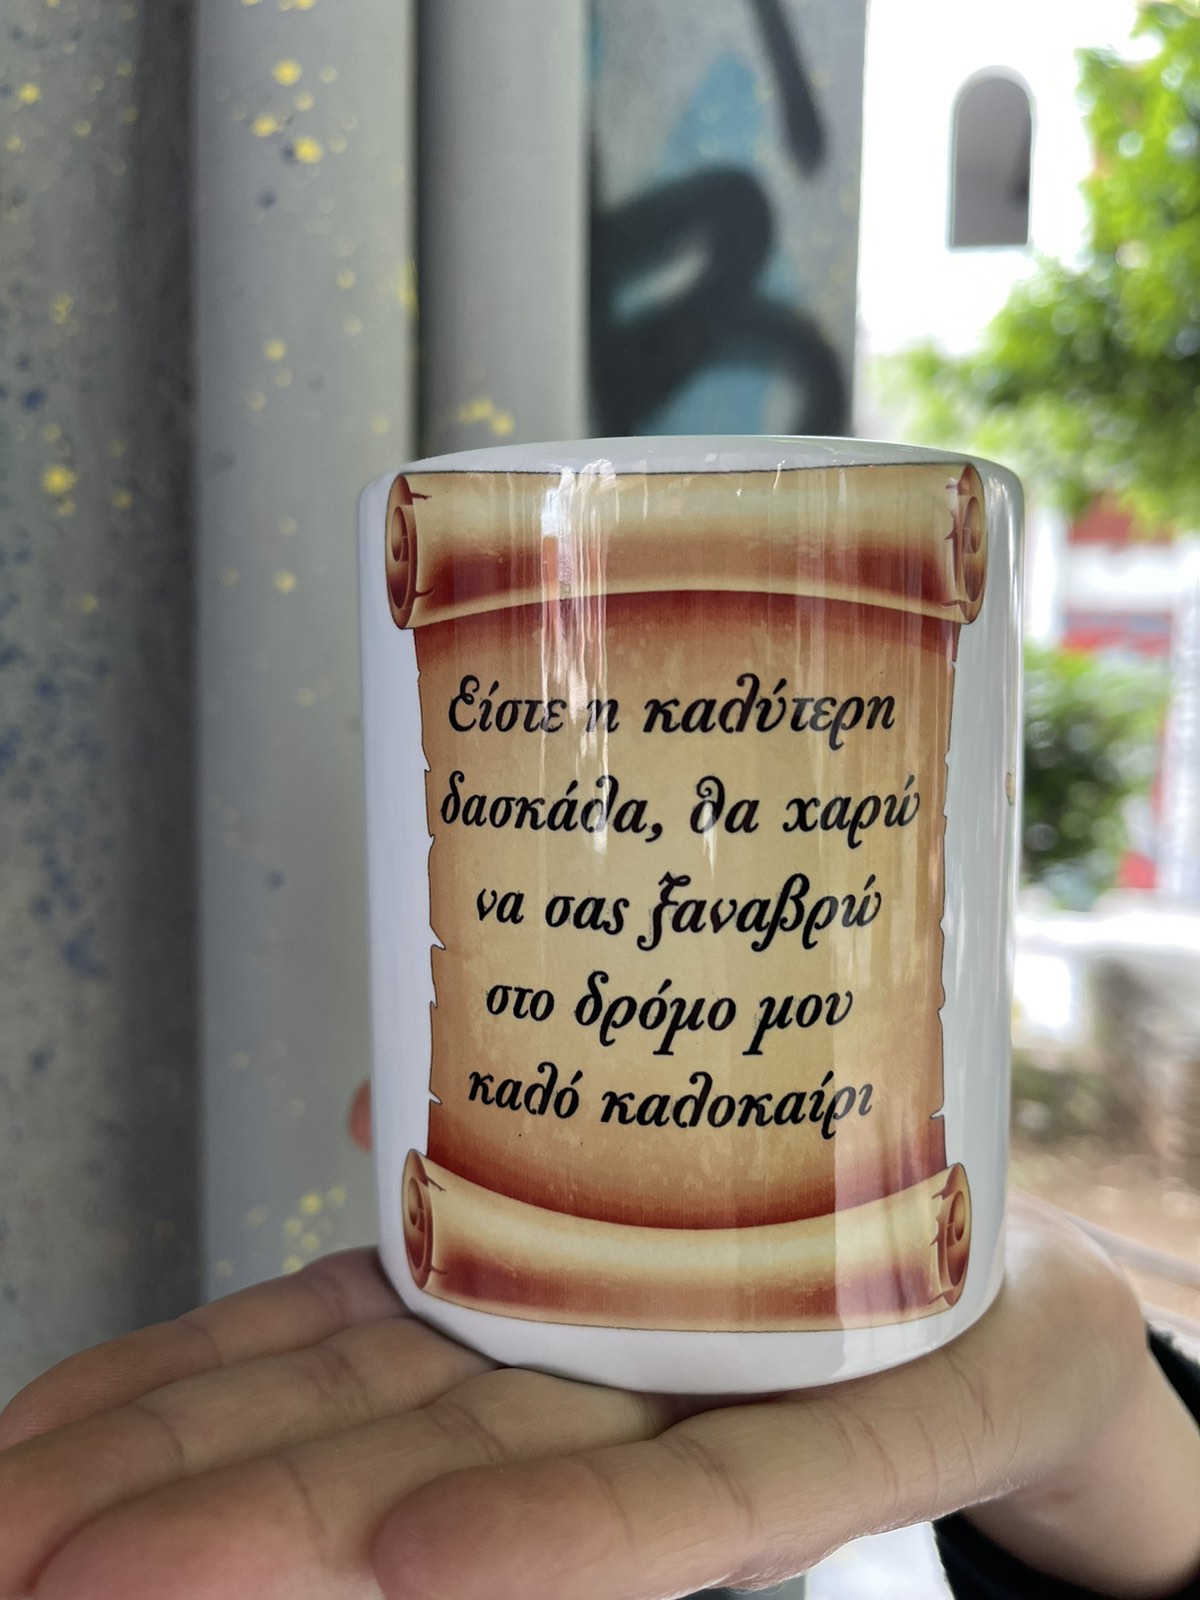 Είστε η καλύτερη
δασκάλα, θα χαρώ
να σας ξαναβρώ
στο δρόμο μου
καλό καλοκαίρι